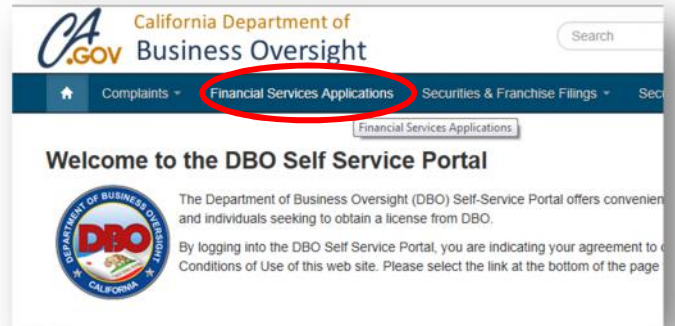 CA
.GOV
California Department of
Business Oversight
Search
Complaints
Financial Services Applications
Securities & Franchise Filings
Financial Services Applications
Welcome to the DBO Self Service Portal
DEPARTMENT OF BUSINESS OVERSIGHT
DBO
CALIFORNIA
The Department of Business Oversight (DBO) Self-Service Portal offers
and individuals seeking to obtain a license from DBO.
By logging into the DBO Self Service Portal, you are indicating your agreement to
Conditions of Use of this web site. Please select the link at the bottom of the page